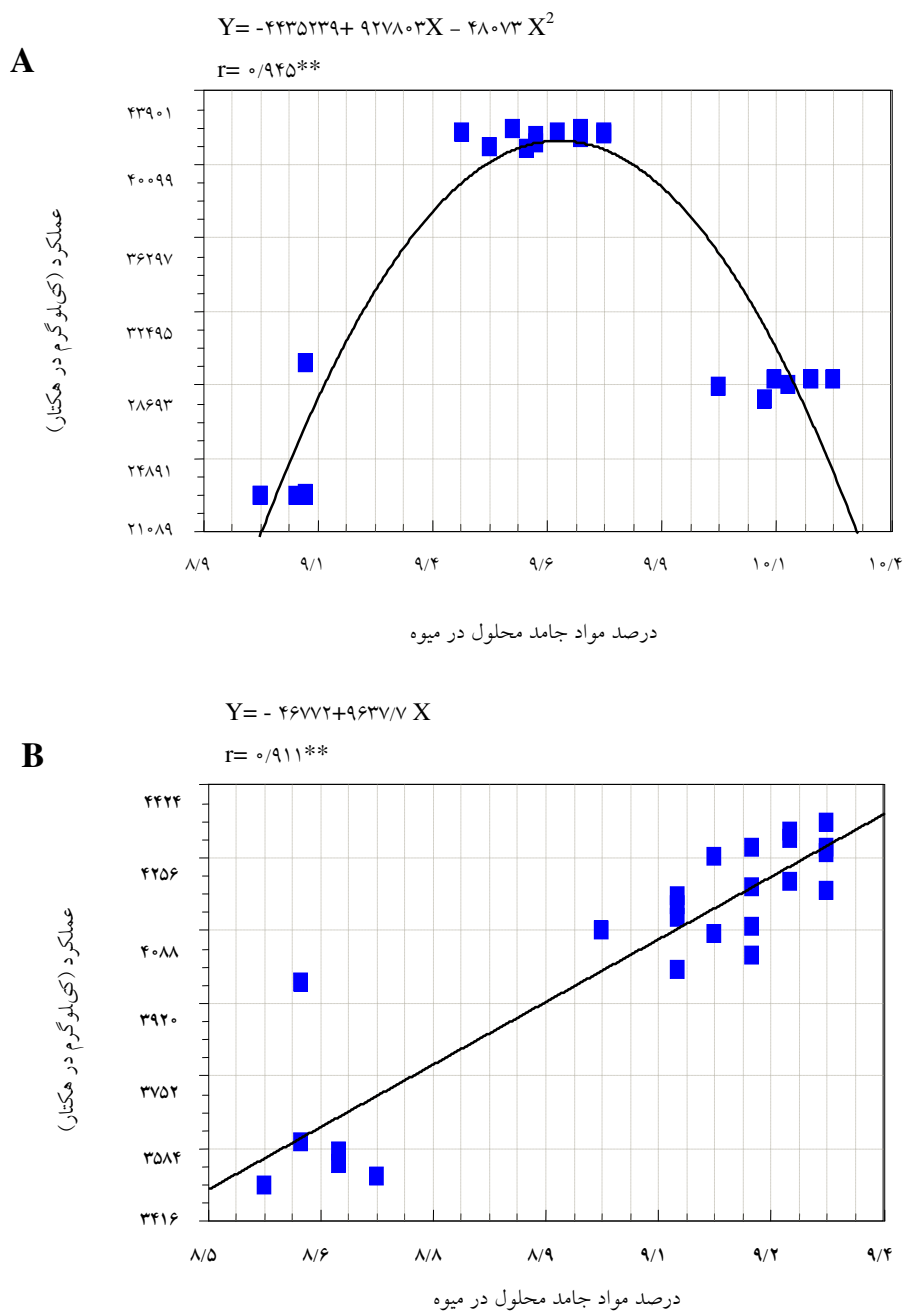 Y= -۴۴۳۵۲۳۹+ ۹۲۷۸۰۳X – ۴۸۰۷۳ X²
A
r= ۰/۹۴۵**
۴۳۹۰۱
۴۰۰۹۹
۳۶۲۹۷
۳۲۴۹۵
۲۸۶۹۳
۲۴۸۹۱
۲۱۰۸۹
عملکرد (کیلوگرم در هکتار)
۸/۹ ۹/۱ ۹/۴ ۹/۶ ۹/۹ ۱۰/۱ ۱۰/۴
درصد مواد جامد محلول در میوه
Y= - ۴۶۷۷۲+۹۶۳۷/۷ X
B
r= ۰/۹۱۱**
۴۴۲۴
۴۲۵۶
۴۰۸۸
۳۹۲۰
۳۷۵۲
۳۵۸۴
۳۴۱۶
عملکرد (کیلوگرم در هکتار)
۸/۵ ۸/۶ ۸/۸ ۸/۹ ۹/۱ ۹/۲ ۹/۴
درصد مواد جامد محلول در میوه